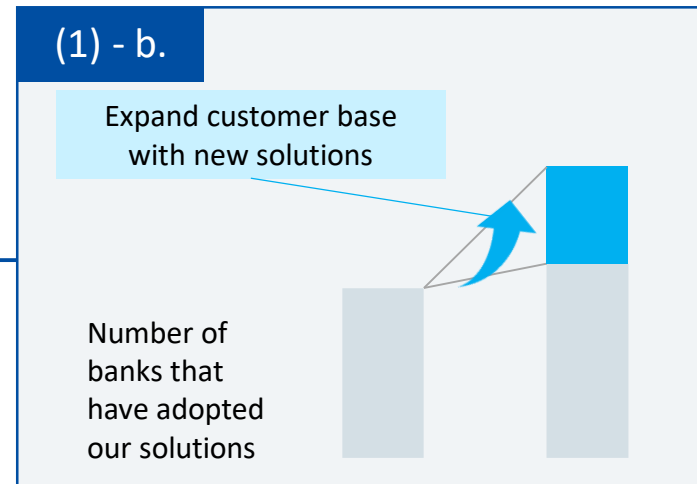 (1) - b.
Expand customer base
with new solutions
Number of
banks that
have adopted
our solutions